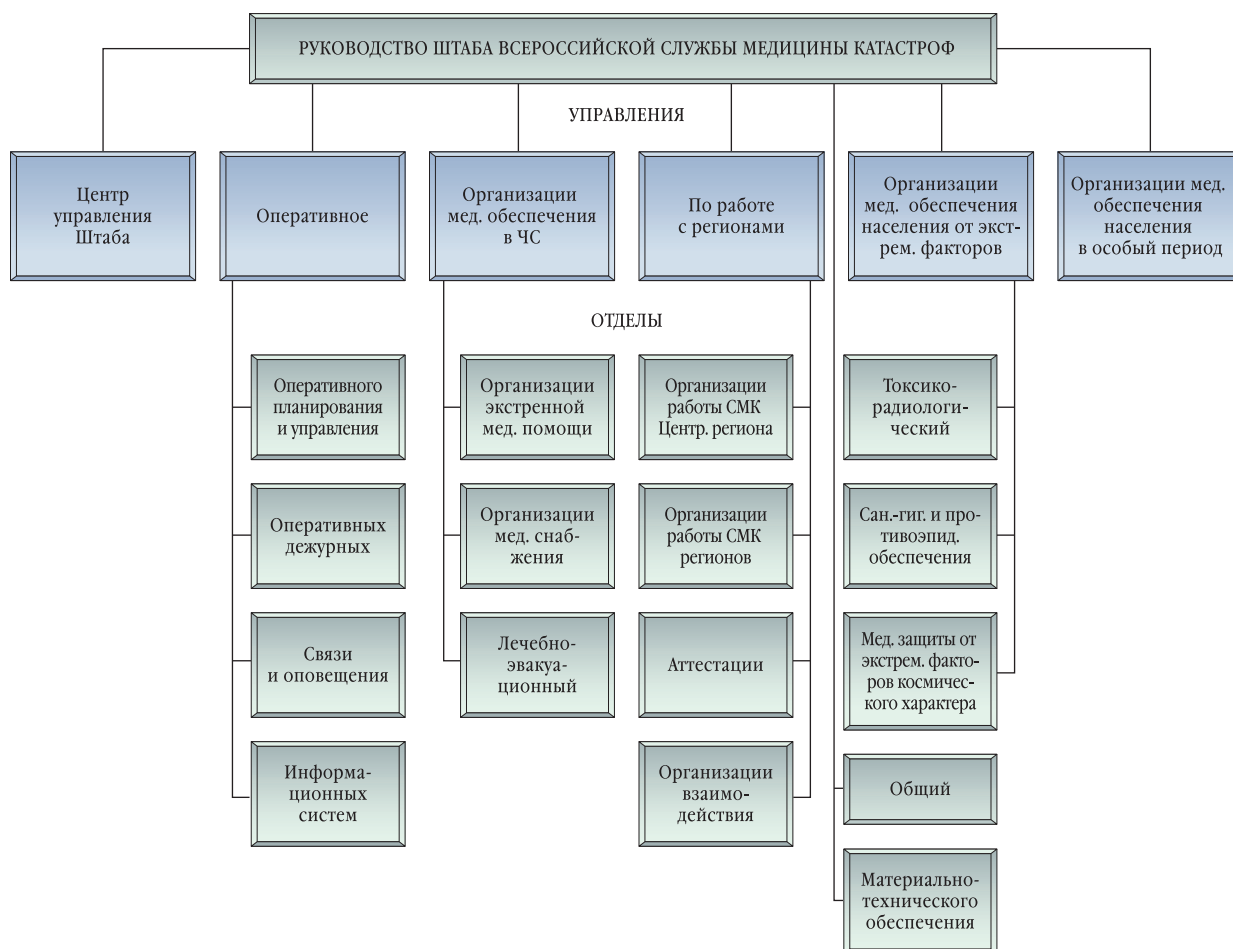 РУКОВОДСТВО ШТАБА ВСЕРОССИЙСКОЙ СЛУЖБЫ МЕДИЦИНЫ КАТАСТРОФ
УПРАВЛЕНИЯ
Центр
управления
Штаба
Оперативное
Организации
мед. обеспечения
в ЧС
По работе
с регионами
Организации
мед. обеспечения
населения от экст-
рем. факторов
Организации мед.
обеспечения
населения
в особый период
ОТДЕЛЫ
Оперативного
планирования
и управления
Организации
экстренной
мед. помощи
Организации
работы СМК
Центр. региона
Токсико-
радиологи-
ческий
Оперативных
дежурных
Организации
мед. снаб-
жения
Организации
работы СМК
регионов
Сан.-гиг. и про-
тивоэпид.
обеспечения
Связи
и оповещения
Лечебно-
эвакуа-
ционный
Аттестации
Мед. защиты от
экстрем. факто-
ров космичес-
кого характера
Информа-
ционных
систем
Организации
взаимо-
действия
Общий
Материально-
технического
обеспечения